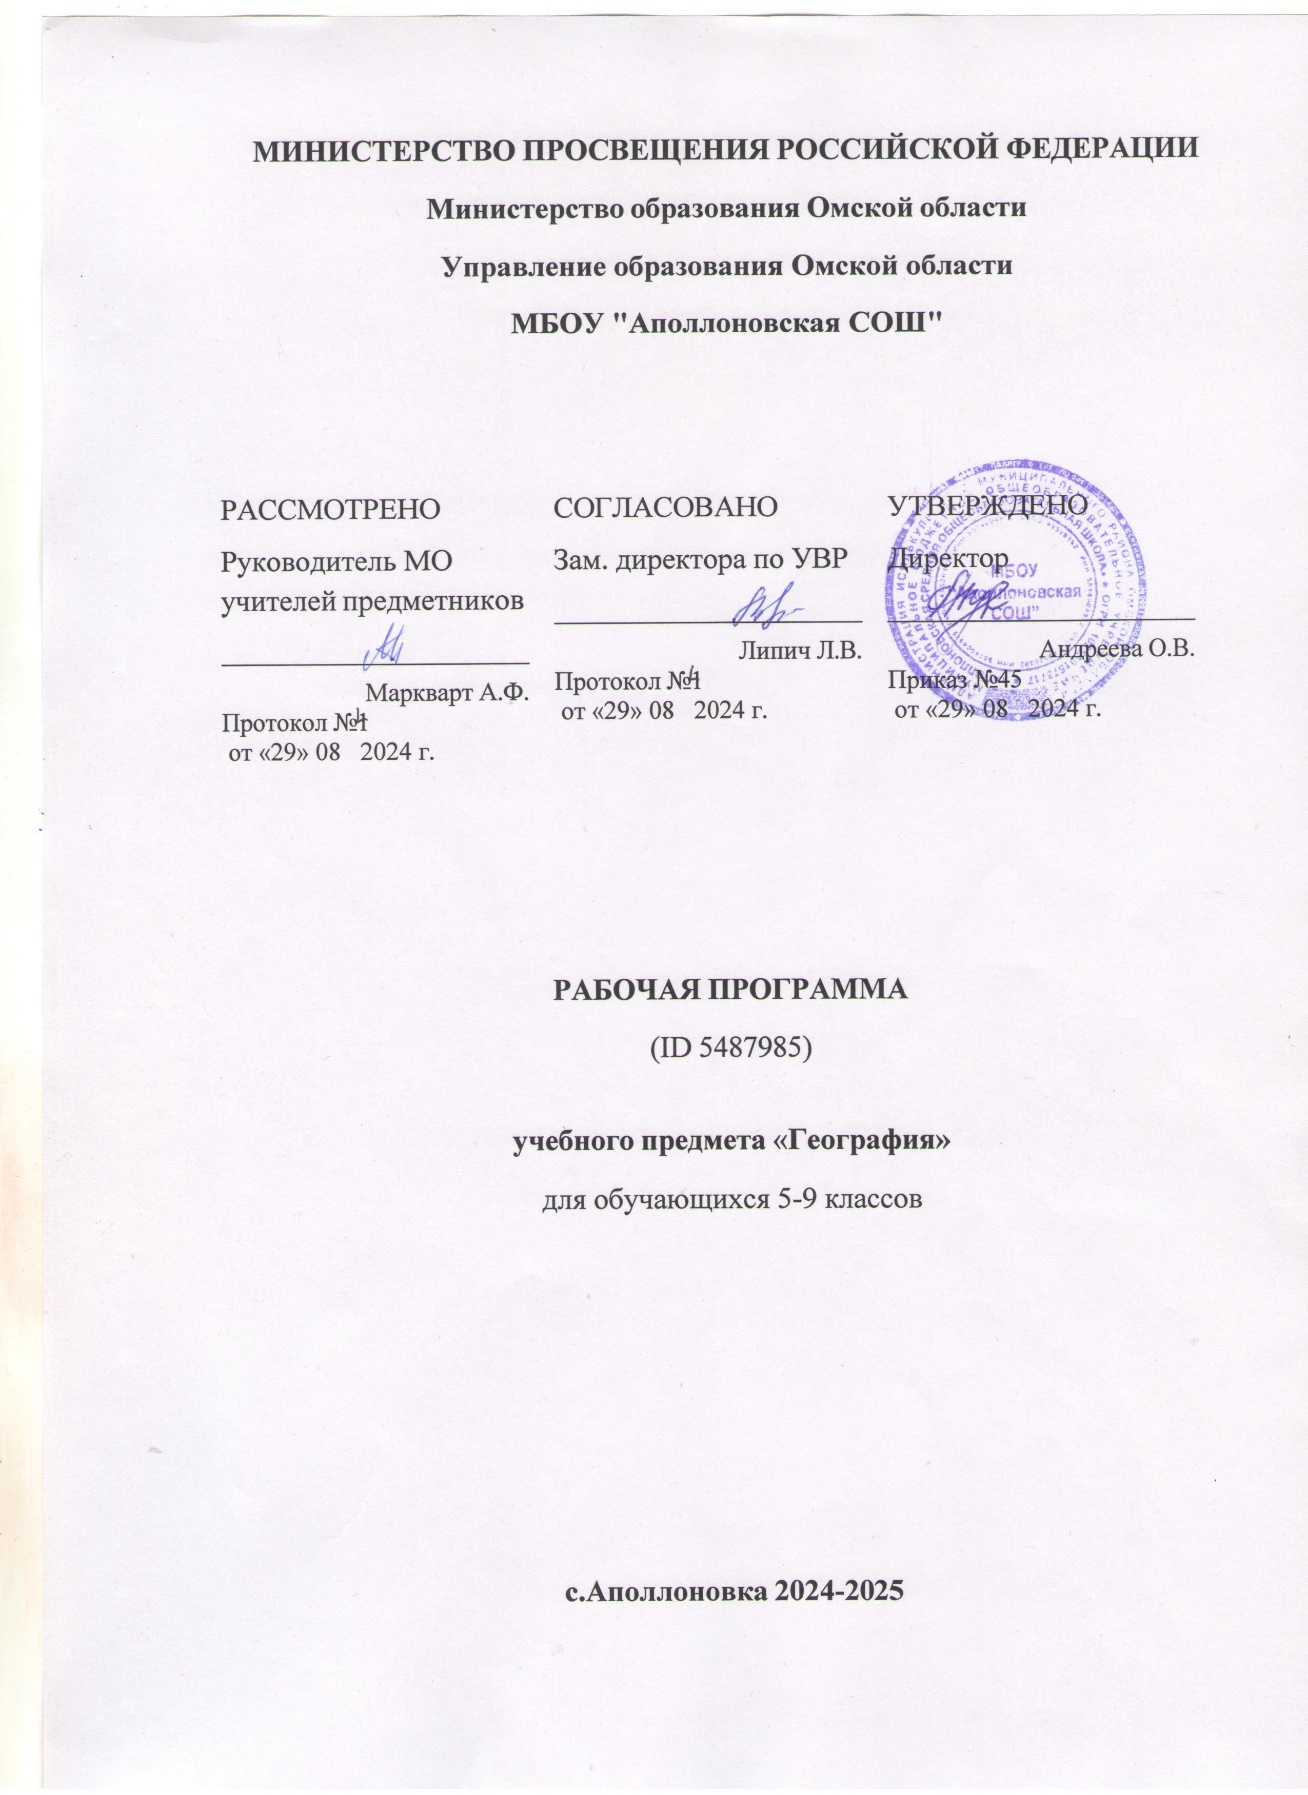 МИНИСТЕРСТВО ПРОСВЕЩЕНИЯ РОССИЙСКОЙ ФЕДЕРАЦИИ
Министерство образования Омской области
Управление образования Омской области
МБОУ "Аполлоновская СОШ"
РАССМОТРЕНО
Руководитель МО
учителей предметников
Маркварт А.Ф.
Протокол №1
от «29» 08 2024 г.
СОГЛАСОВАНО
Зам. директора по УВР
Липич Л.В.
Протокол №1
от «29» 08 2024 г.
УТВЕРЖДЕНО
Директор
Андреева О.В.
Приказ №45
от «29» 08 2024 г.
МБОУ
СОШ"
РАБОЧАЯ ПРОГРАММА
(ID 5487985)
учебного предмета «География»
для обучающихся 5-9 классов
с.Аполлоновка 2024-2025